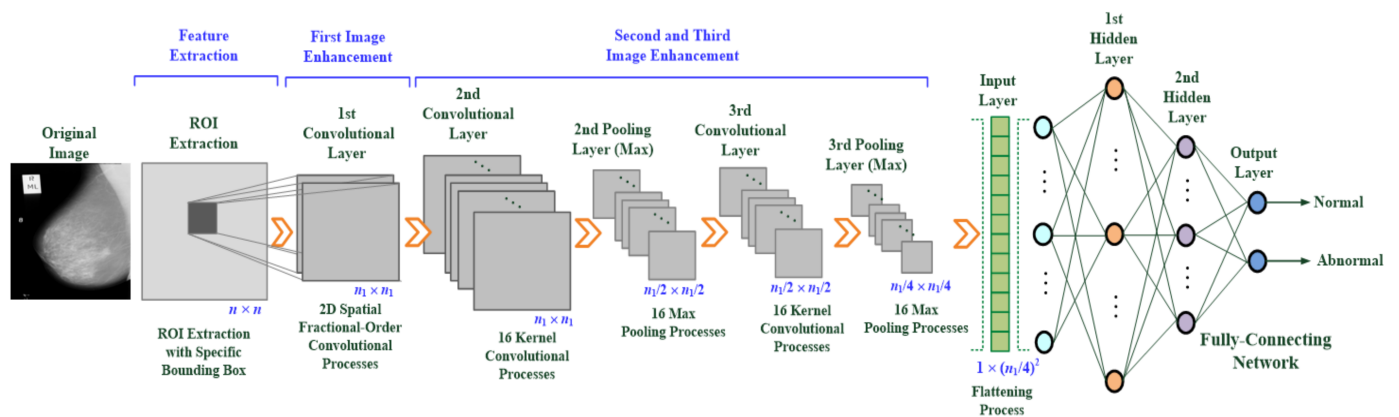 Feature
Extraction
First Image
Enhancement
Second and Third
Image Enhancement
Original
Image
ML
ROI
Extraction
n × n
ROI Extraction
with Specific
Bounding Box
1st
Convolutional
Layer
n₁ × n₁
2D Spatial
Fractional-Order
Convolutional
Processes
2nd
Convolutional
Layer
n₁ × n₁
16 Kernel
Convolutional
Processes
2nd Pooling
Layer (Max)
n₁/2 × n₁/2
16 Max
Pooling Processes
3rd
Convolutional
Layer
n₁/2 × n₁/2
16 Kernel
Convolutional
Processes
3rd Pooling
Layer (Max)
n₁/4 × n₁/4
16 Max
Pooling Processes
Input
Layer
1 × (n₁/4)²
Flattening
Process
1st
Hidden
Layer
2nd
Hidden
Layer
Output
Layer
Normal
Abnormal
Fully-Connecting
Network